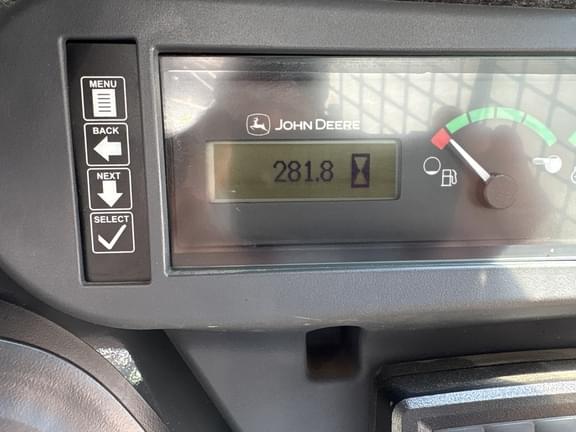 MENU
BACK
NEXT
SELECT
JOHN DEERE
281.8